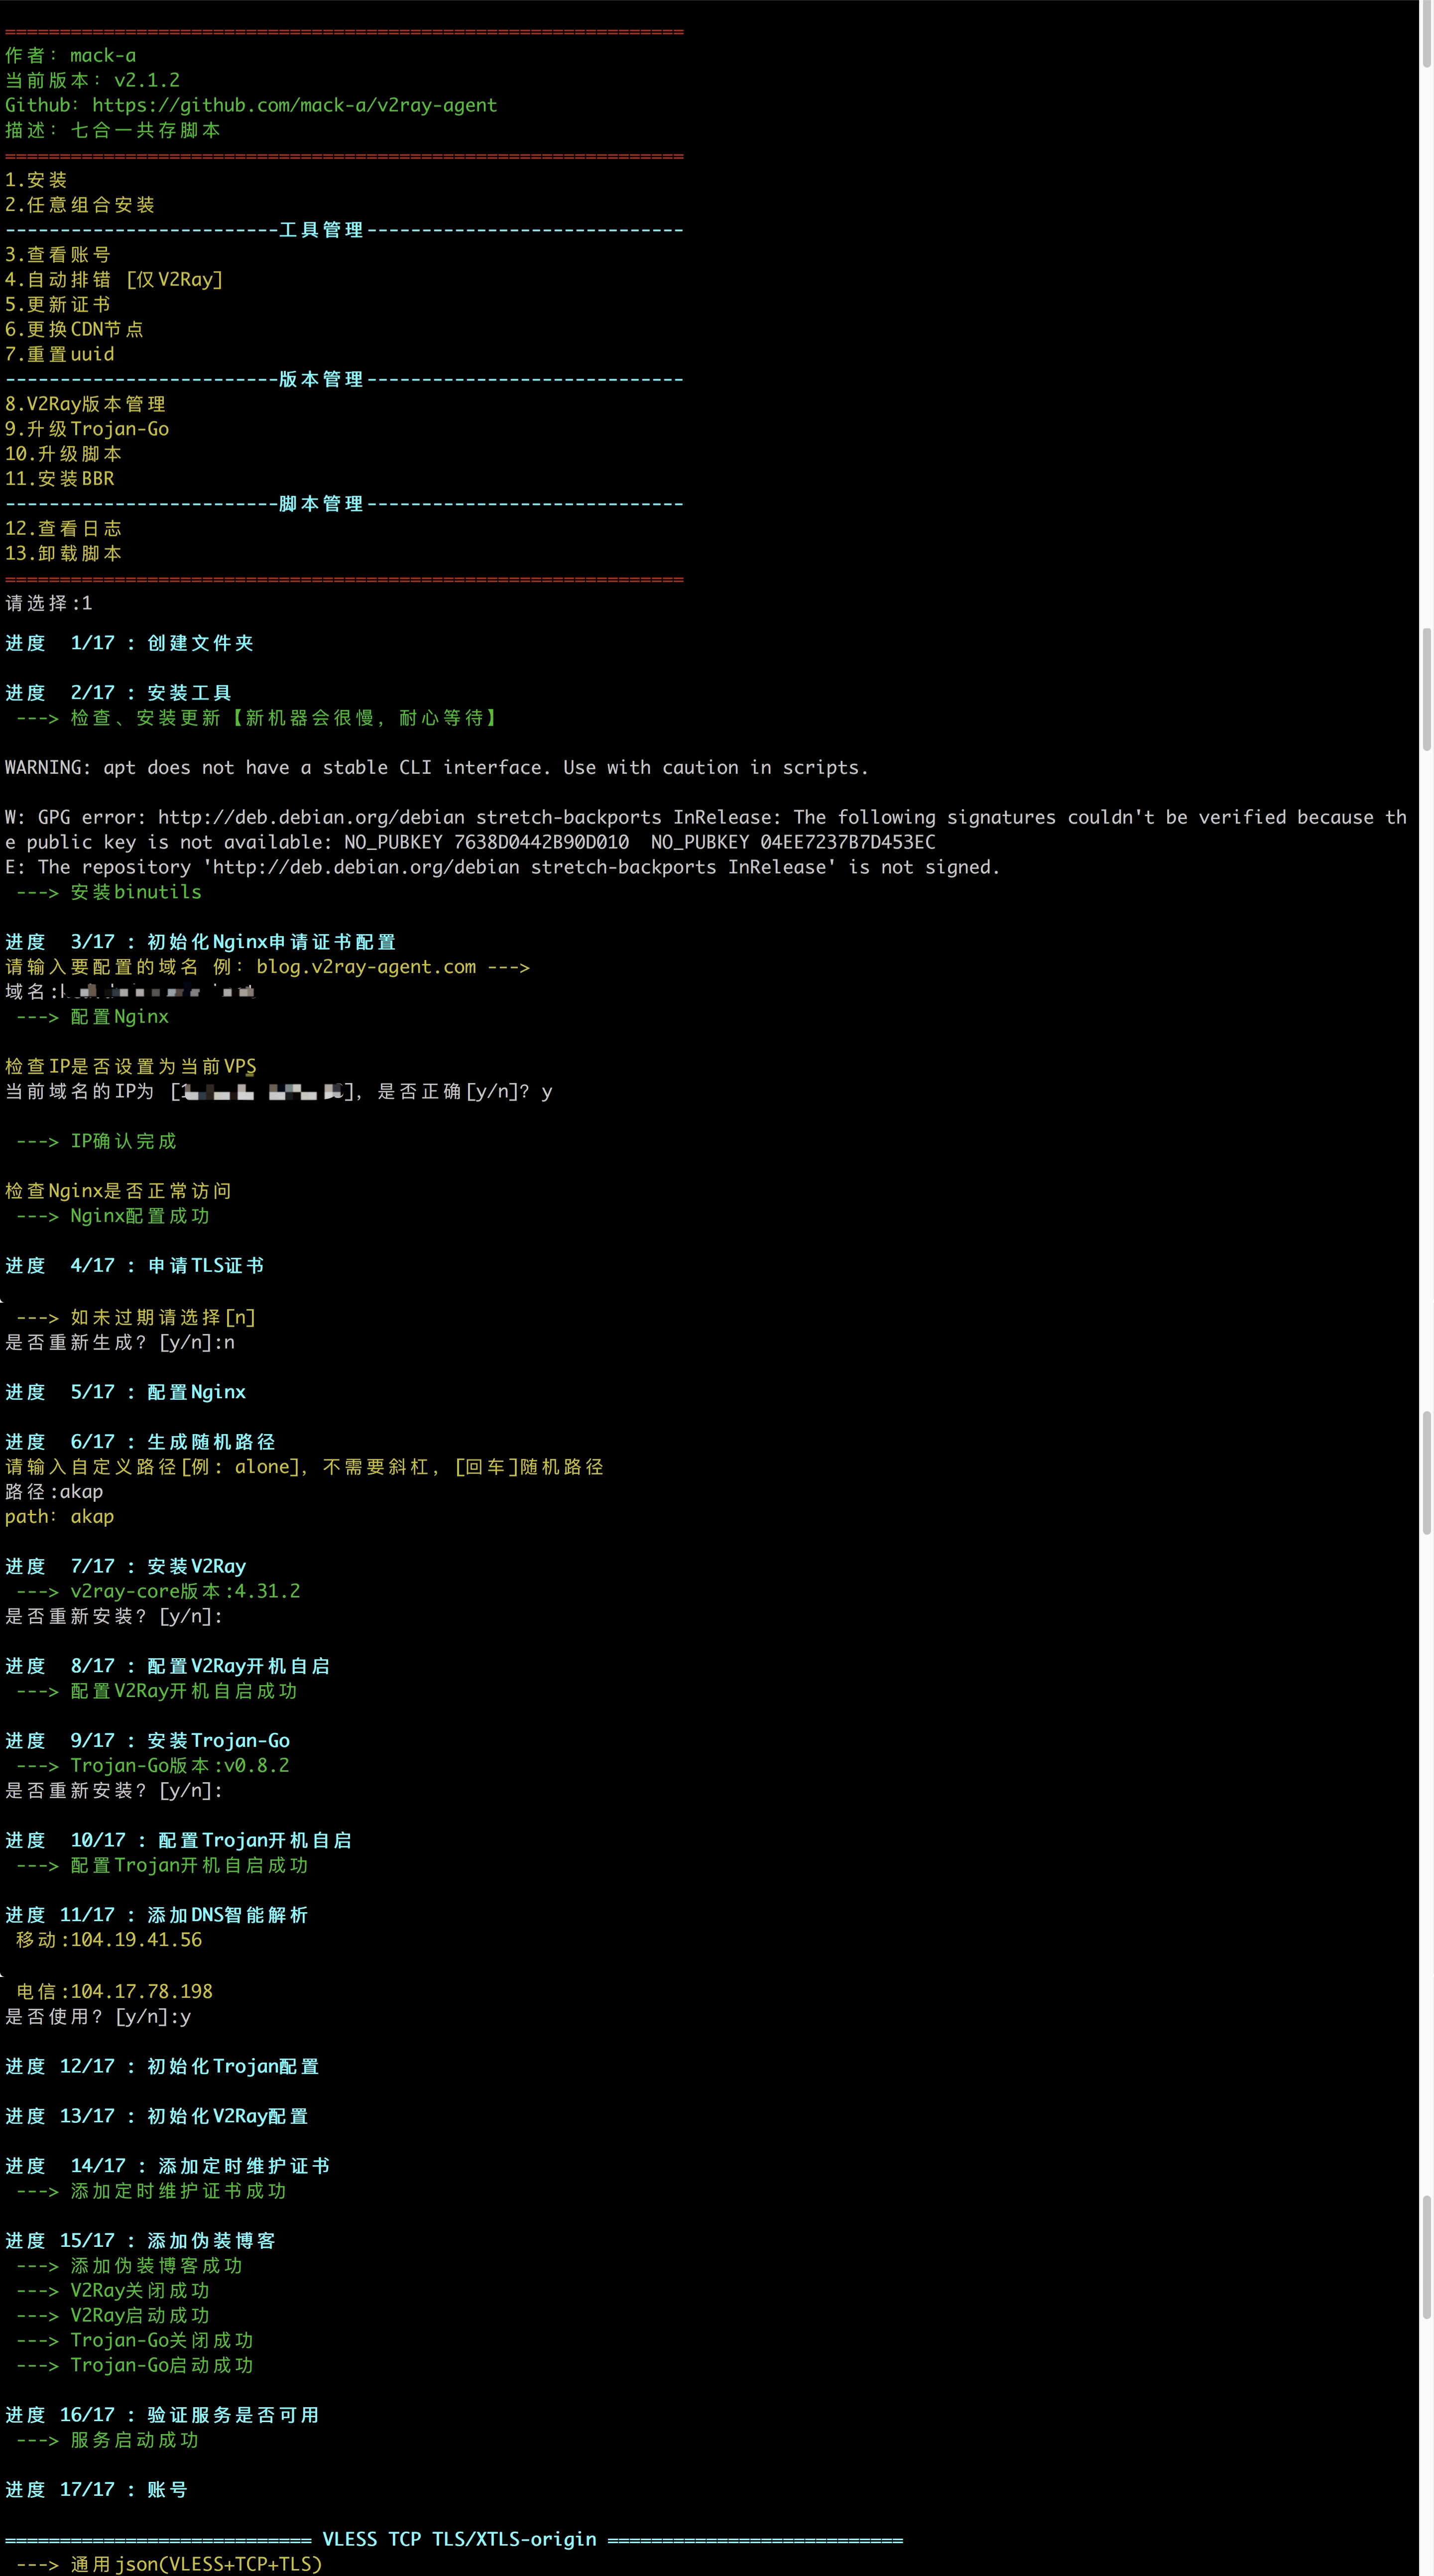 ============================================================
作者: mack-a
当前版本: v2.1.2
Github: https://github.com/mack-a/v2ray-agent
描述: 七合一共存脚本
============================================================
1.安装
2.任意组合安装
-------------------------工具管理-----------------------------
3.查看账号
4.自动排错 [仅V2Ray]
5.更新证书
6.更换CDN节点
7.重置uuid
-------------------------版本管理-----------------------------
8.V2Ray版本管理
9.升级Trojan-Go
10.升级脚本
11.安装BBR
-------------------------脚本管理-----------------------------
12.查看日志
13.卸载脚本
============================================================
请选择:1
进度  1/17 : 创建文件夹
进度  2/17 : 安装工具
 ---> 检查、安装更新【新机器会很慢，耐心等待】
WARNING: apt does not have a stable CLI interface. Use with caution in scripts.
W: GPG error: http://deb.debian.org/debian stretch-backports InRelease: The following signatures couldn't be verified because th
e public key is not available: NO_PUBKEY 7638D0442B90D010  NO_PUBKEY 04EE7237B7D453EC
E: The repository 'http://deb.debian.org/debian stretch-backports InRelease' is not signed.
 ---> 安装binutils
进度  3/17 : 初始化Nginx申请证书配置
请输入要配置的域名 例: blog.v2ray-agent.com --->
域名:
 ---> 配置Nginx
检查IP是否设置为当前VPS
当前域名的IP为 [1 ], 是否正确[y/n]? y
 ---> IP确认完成
检查Nginx是否正常访问
 ---> Nginx配置成功
进度  4/17 : 申请TLS证书
 ---> 如未过期请选择[n]
是否重新生成? [y/n]:n
进度  5/17 : 配置Nginx
进度  6/17 : 生成随机路径
请输入自定义路径[例: alone], 不需要斜杠, [回车]随机路径
路径:akap
path: akap
进度  7/17 : 安装V2Ray
 ---> v2ray-core版本:4.31.2
是否重新安装? [y/n]:
进度  8/17 : 配置V2Ray开机自启
 ---> 配置V2Ray开机自启成功
进度  9/17 : 安装Trojan-Go
 ---> Trojan-Go版本:v0.8.2
是否重新安装? [y/n]:
进度  10/17 : 配置Trojan开机自启
 ---> 配置Trojan开机自启成功
进度 11/17 : 添加DNS智能解析
 移动:104.19.41.56
 电信:104.17.78.198
是否使用? [y/n]:y
进度 12/17 : 初始化Trojan配置
进度 13/17 : 初始化V2Ray配置
进度  14/17 : 添加定时维护证书
 ---> 添加定时维护证书成功
进度 15/17 : 添加伪装博客
 ---> 添加伪装博客成功
 ---> V2Ray关闭成功
 ---> V2Ray启动成功
 ---> Trojan-Go关闭成功
 ---> Trojan-Go启动成功
进度 16/17 : 验证服务是否可用
 ---> 服务启动成功
进度 17/17 : 账号
============================ VLESS TCP TLS/XTLS-origin ===========================
 ---> 通用json(VLESS+TCP+TLS)